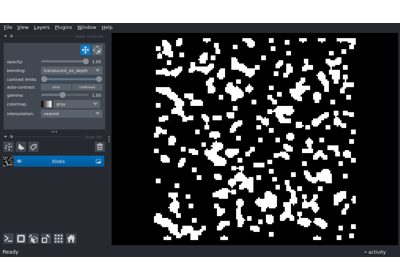 File View Layers Plugins Window Help
opacity: 1.00
blending: translucent_no_depth
contrast limits:
auto-contrast: once continuous
gamma: 1.00
colormap: gray
interpolation: nearest
blobs
Ready activity